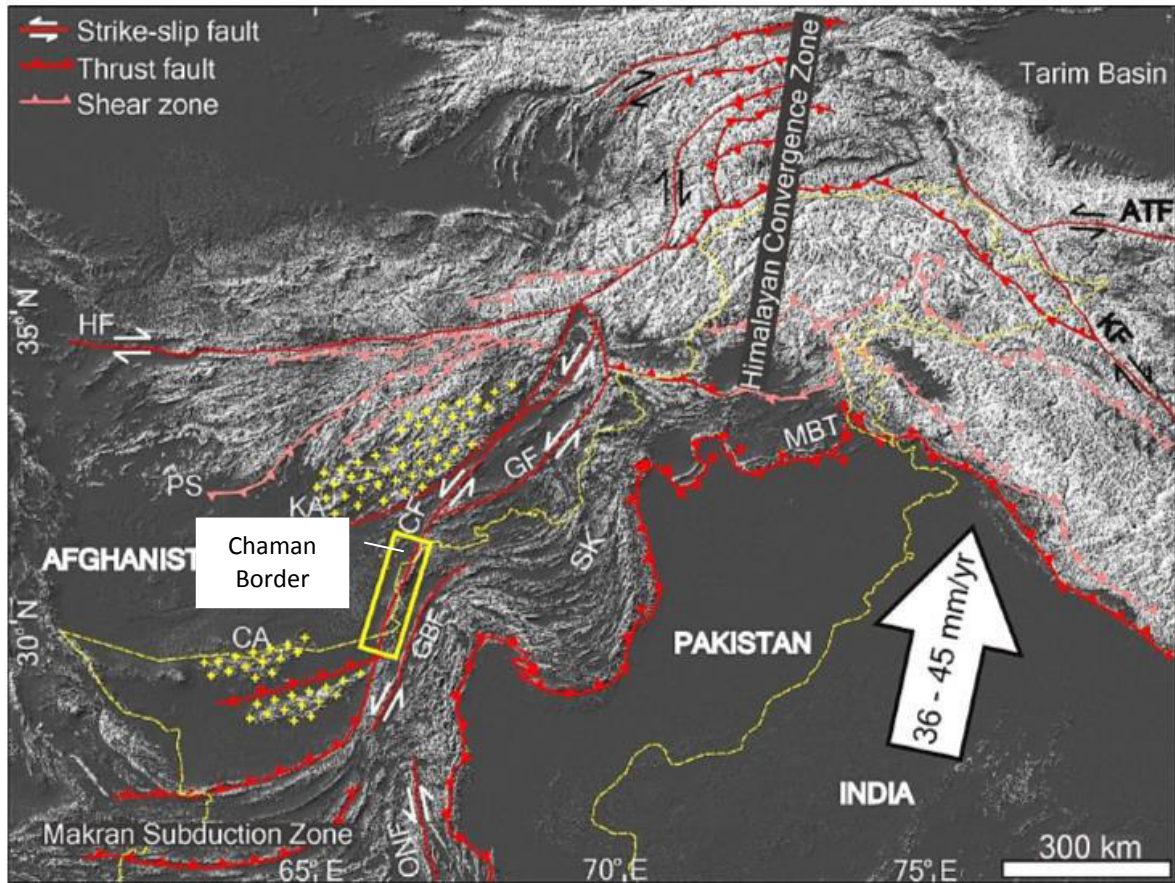 Strike-slip fault
Thrust fault
Shear zone
Tarim Basin
Himalayan Convergence Zone
ATF
35° N
HF
KF
MBT
GF
PS
KA
CF
SK
Chaman
Border
AFGHANIST
30° N
CA
GBF
PAKISTAN
36 - 45 mm/yr
INDIA
Makran Subduction Zone
ONF
300 km
65° E
70° E
75° E